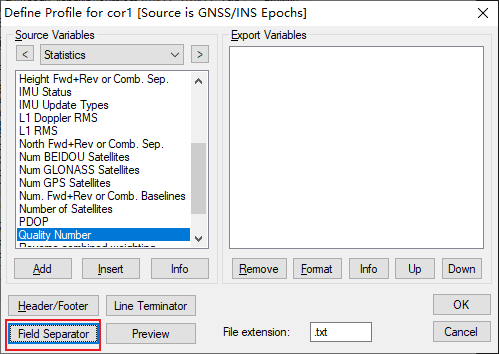 Define Profile for cor1 [Source is GNSS/INS Epochs]
Source Variables
<
Statistics
>
Height Fwd+Rev or Comb. Sep.
IMU Status
IMU Update Types
L1 Doppler RMS
L1 RMS
North Fwd+Rev or Comb. Sep.
Num BEIDOU Satellites
Num GLONASS Satellites
Num GPS Satellites
Num. Fwd+Rev or Comb. Baselines
Number of Satellites
PDOP
Quality Number
Reverse combined weighting
Add
Insert
Info
Export Variables
Remove
Format
Info
Up
Down
Header/Footer
Line Terminator
Field Separator
Preview
File extension:
.txt
OK
Cancel